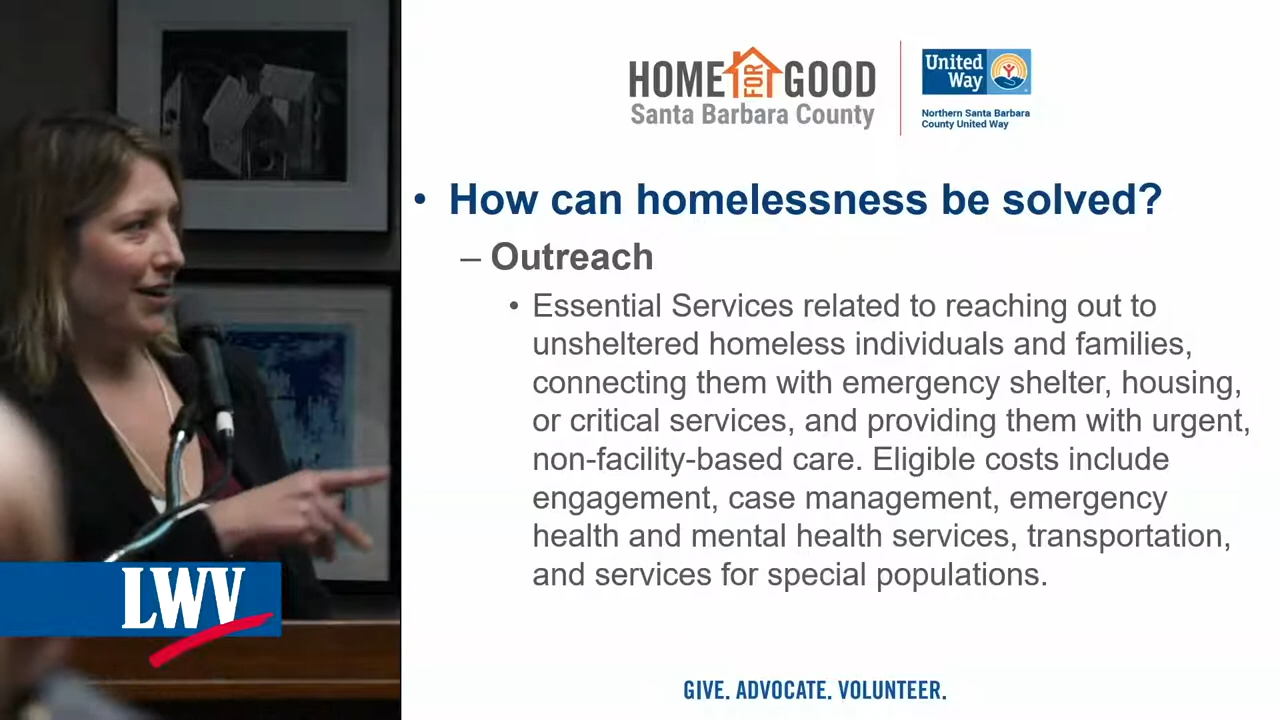 HOME FOR GOOD
Santa Barbara County
United
Way
Northern Santa Barbara
County United Way
• How can homelessness be solved?
– Outreach
• Essential Services related to reaching out to
unsheltered homeless individuals and families,
connecting them with emergency shelter, housing,
or critical services, and providing them with urgent,
non-facility-based care. Eligible costs include
engagement, case management, emergency
health and mental health services, transportation,
and services for special populations.
LWV
GIVE. ADVOCATE. VOLUNTEER.